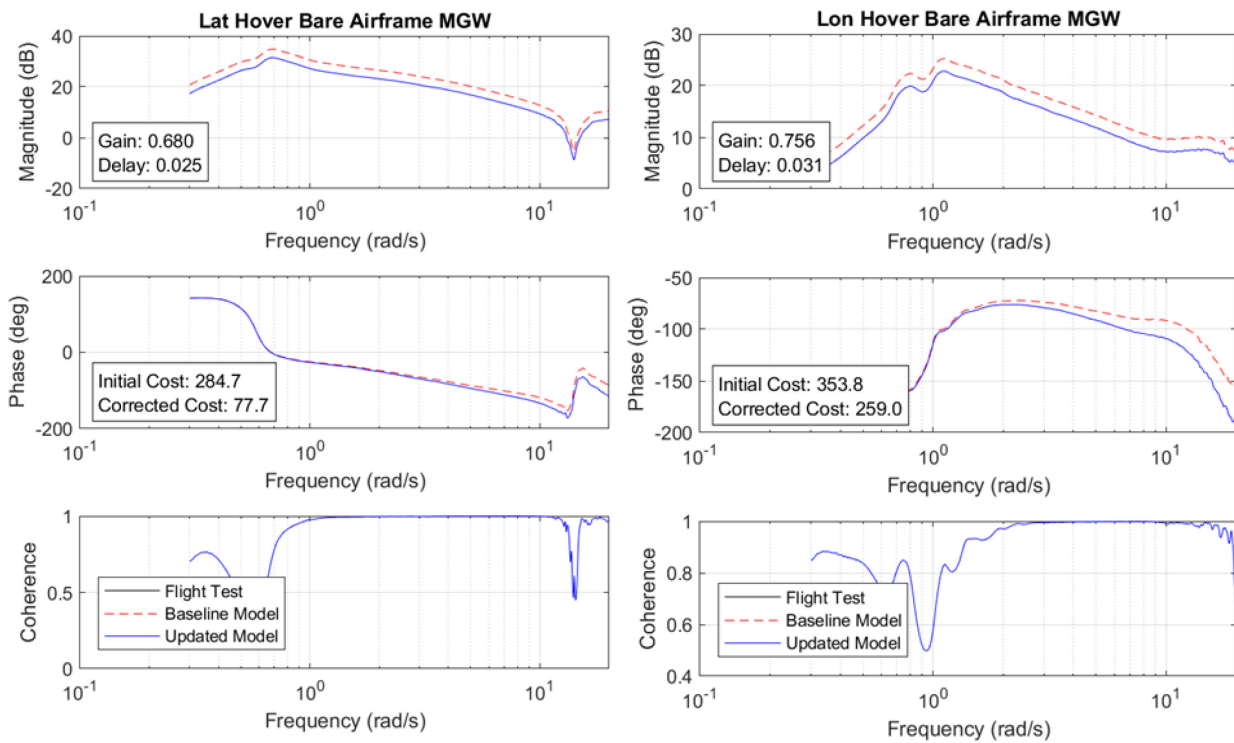 Lat Hover Bare Airframe MGW
Magnitude (dB)
40
20
0
-20
Gain: 0.680
Delay: 0.025
10^-1
10^0
10^1
Frequency (rad/s)
Phase (deg)
200
0
-200
Initial Cost: 284.7
Corrected Cost: 77.7
10^-1
10^0
10^1
Frequency (rad/s)
Coherence
1
0.5
0
Flight Test
Baseline Model
Updated Model
10^-1
10^0
10^1
Frequency (rad/s)
Lon Hover Bare Airframe MGW
Magnitude (dB)
30
20
10
0
Gain: 0.756
Delay: 0.031
10^-1
10^0
10^1
Frequency (rad/s)
Phase (deg)
-50
-100
-150
-200
Initial Cost: 353.8
Corrected Cost: 259.0
10^-1
10^0
10^1
Frequency (rad/s)
Coherence
1
0.8
0.6
0.4
Flight Test
Baseline Model
Updated Model
10^-1
10^0
10^1
Frequency (rad/s)